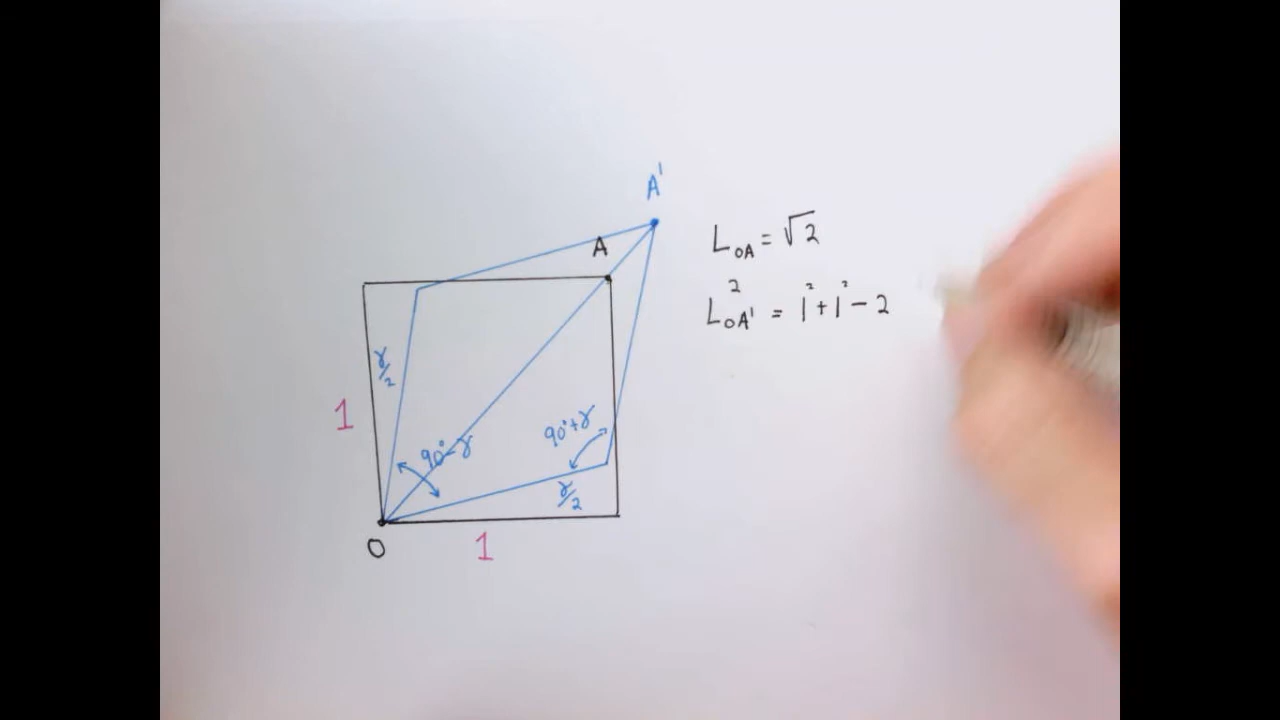 A'
A
L_OA = √2
L²_OA' = 1² + 1² − 2
γ/2
1
90° − γ
90° + γ
γ/2
O
1